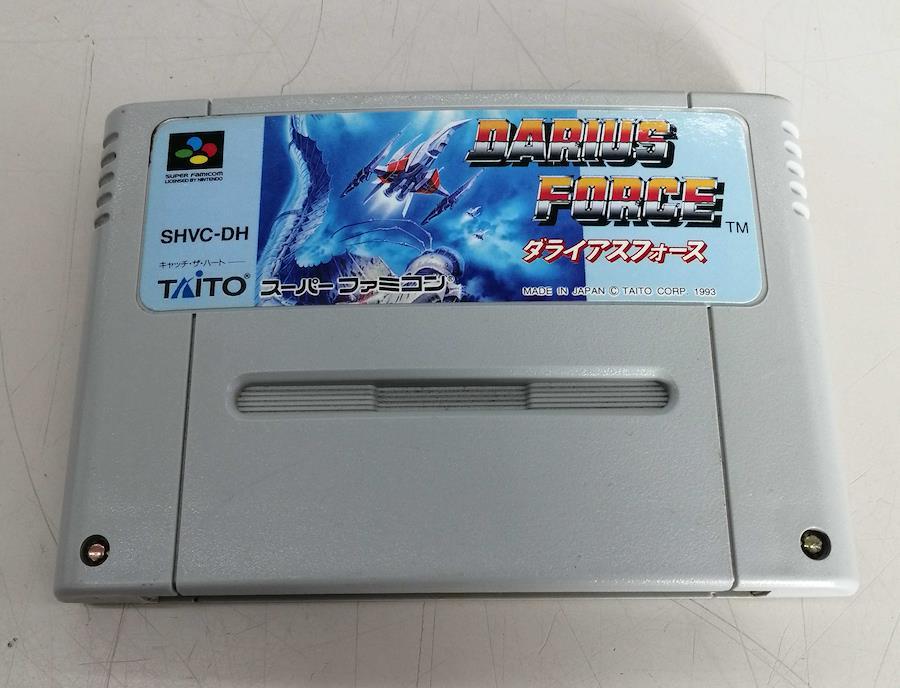 SUPER FAMICOM
LICENSED BY NINTENDO
SHVC-DH
キャッチ・ザ・ハート
TAITO®
スーパーファミコン®
DARIUS
FORCE
TM
ダライアスフォース
MADE IN JAPAN © TAITO CORP. 1993